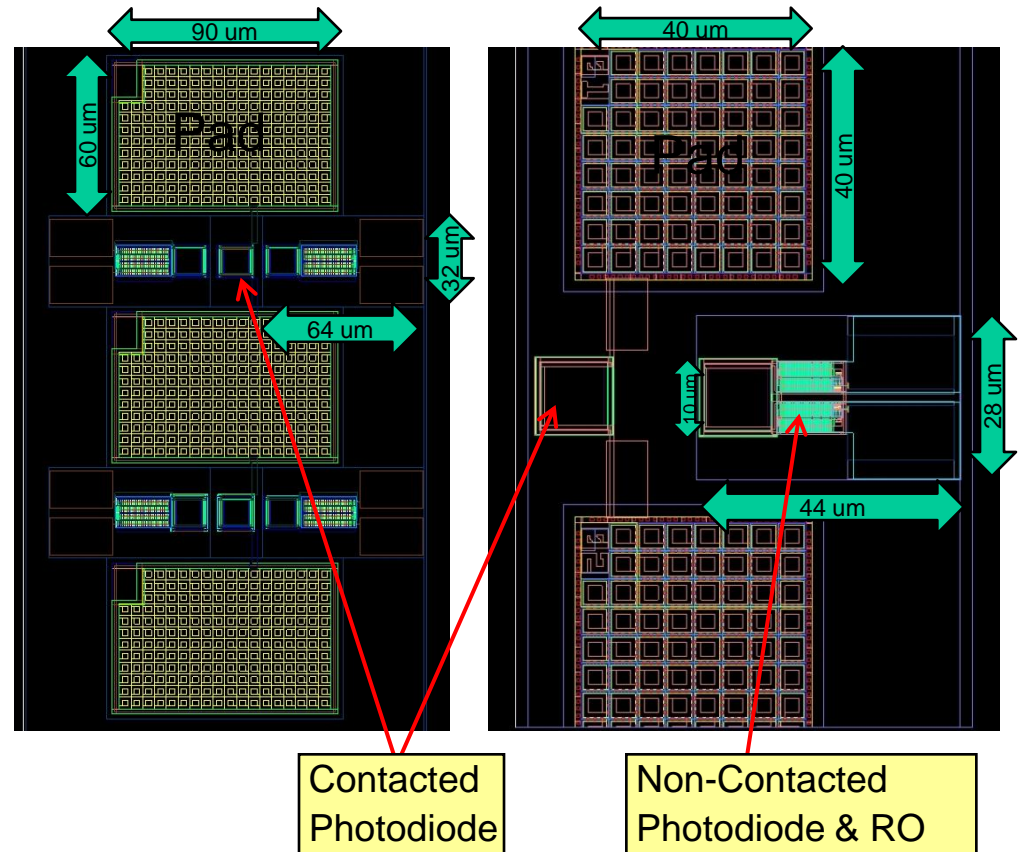 90 um
40 um
60 um
Pad
Pad
40 um
32 um
64 um
10 um
28 um
44 um
Contacted
Photodiode
Non-Contacted
Photodiode & RO